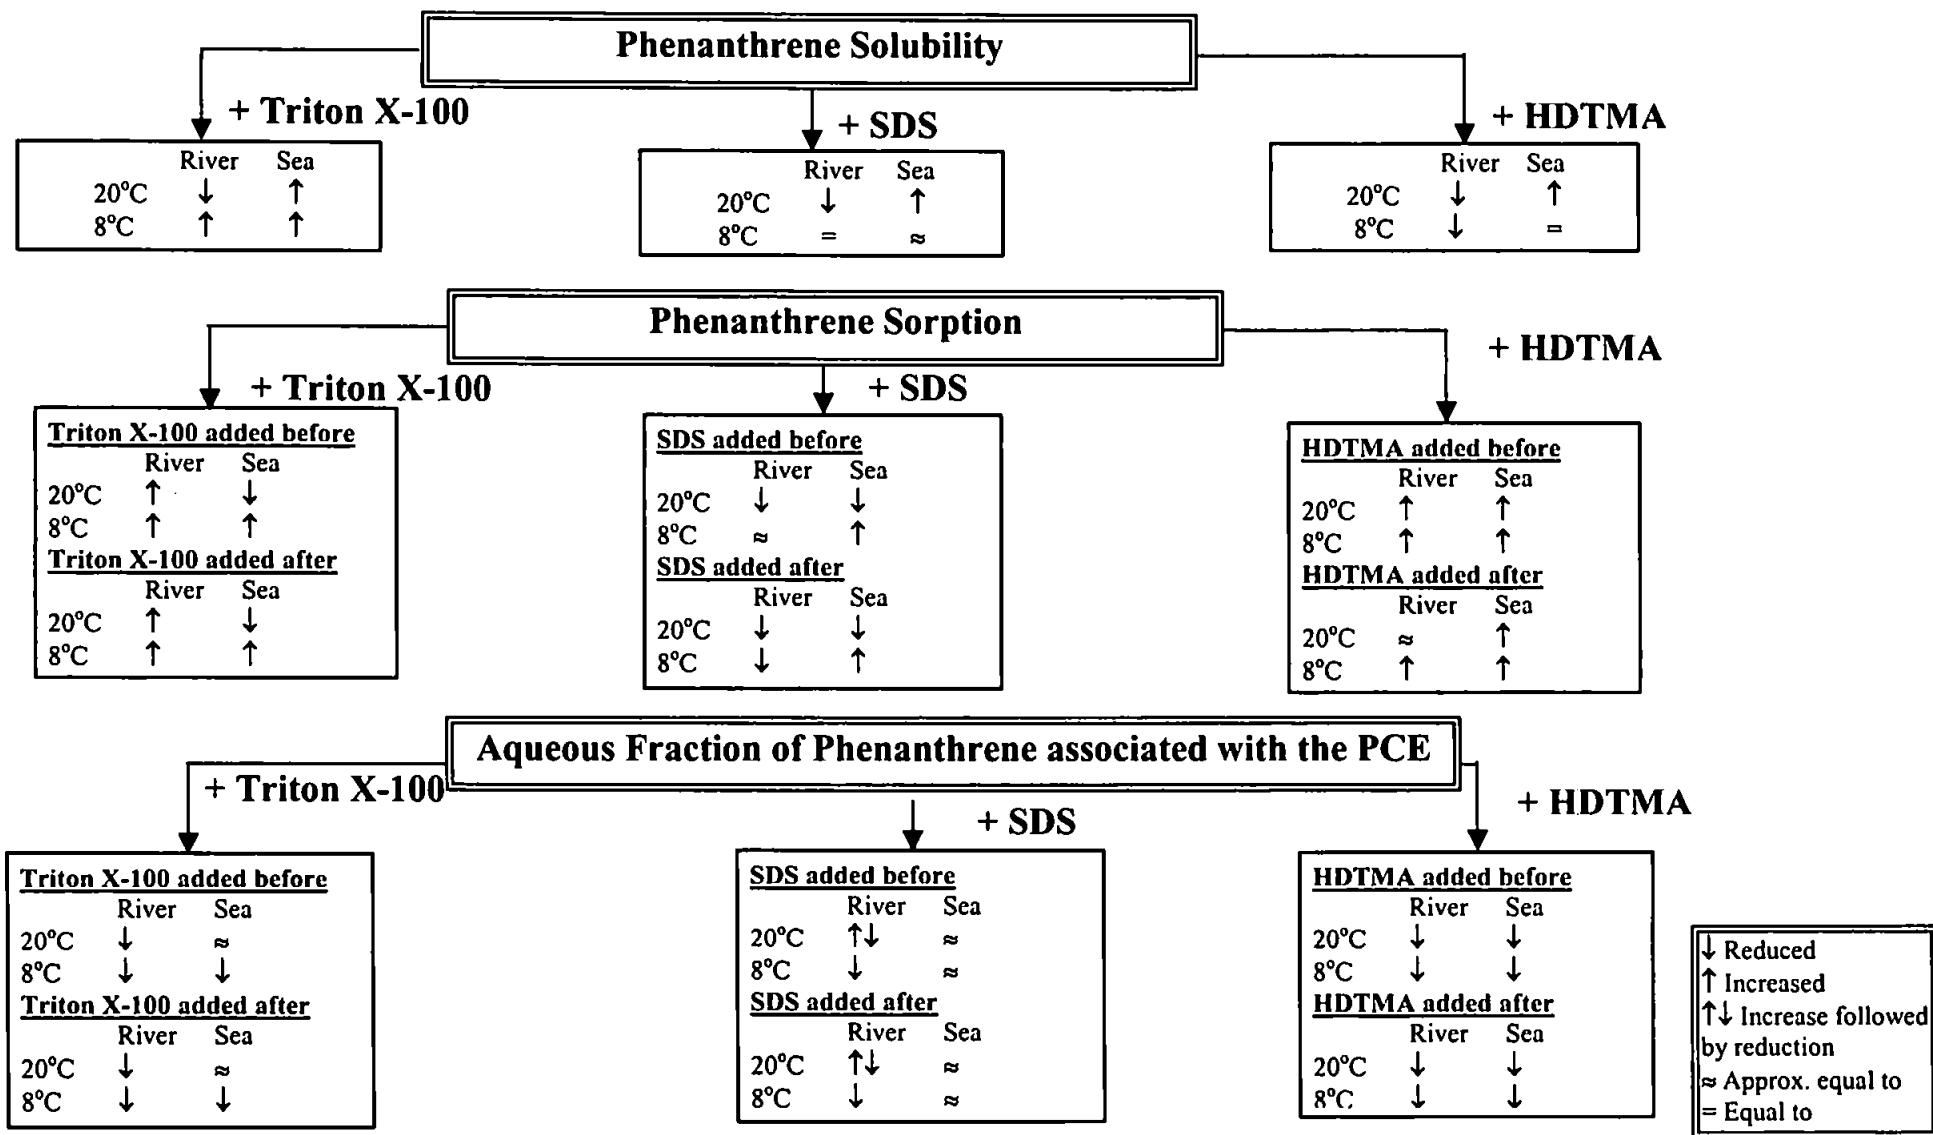 Phenanthrene Solubility
+ Triton X-100
River Sea
20°C ↓ ↑
8°C ↑ ↑
+ SDS
River Sea
20°C ↓ ↑
8°C = ≈
+ HDTMA
River Sea
20°C ↓ ↑
8°C ↓ =
Phenanthrene Sorption
+ Triton X-100
Triton X-100 added before
River Sea
20°C ↑ ↓
8°C ↑ ↑
Triton X-100 added after
River Sea
20°C ↑ ↓
8°C ↑ ↑
+ SDS
SDS added before
River Sea
20°C ↓ ↓
8°C ≈ ↑
SDS added after
River Sea
20°C ↓ ↓
8°C ↓ ↑
+ HDTMA
HDTMA added before
River Sea
20°C ↑ ↑
8°C ↑ ↑
HDTMA added after
River Sea
20°C ≈ ↑
8°C ↑ ↑
Aqueous Fraction of Phenanthrene associated with the PCE
+ Triton X-100
Triton X-100 added before
River Sea
20°C ↓ ≈
8°C ↓ ↓
Triton X-100 added after
River Sea
20°C ↓ ≈
8°C ↓ ↓
+ SDS
SDS added before
River Sea
20°C ↑↓ ≈
8°C ↓ ≈
SDS added after
River Sea
20°C ↑↓ ≈
8°C ↓ ≈
+ HDTMA
HDTMA added before
River Sea
20°C ↓ ↓
8°C ↓ ↓
HDTMA added after
River Sea
20°C ↓ ↓
8°C ↓ ↓
↓ Reduced
↑ Increased
↑↓ Increase followed
by reduction
≈ Approx. equal to
= Equal to